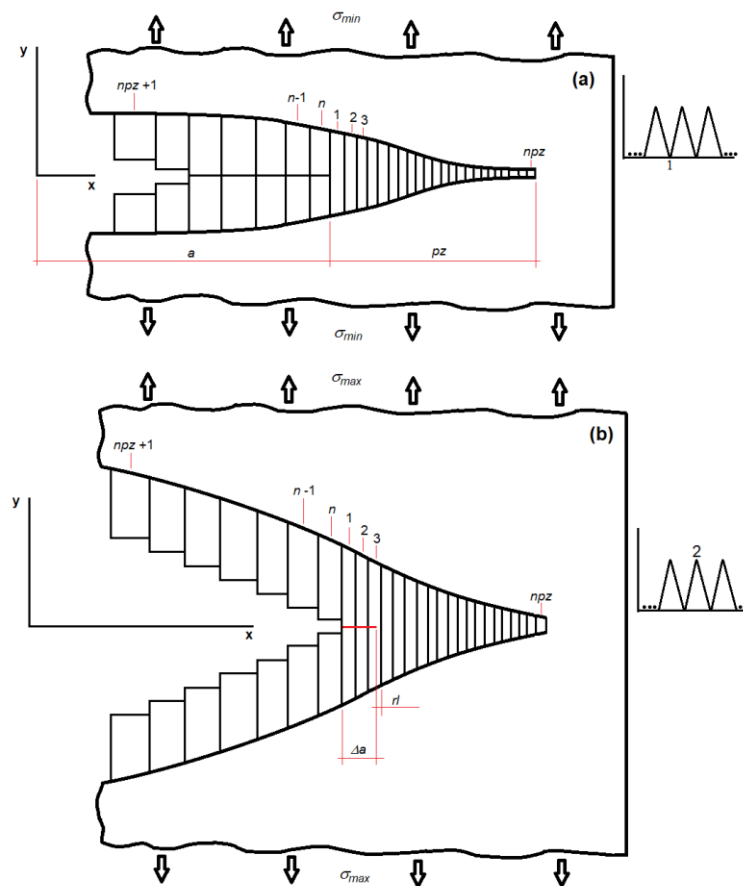 σmin
(a)
y
npz +1
n-1
n
1
2
3
npz
x
a
pz
1
σmin
σmax
(b)
npz +1
y
n -1
n
1
2
3
2
npz
x
rl
Δa
σmax